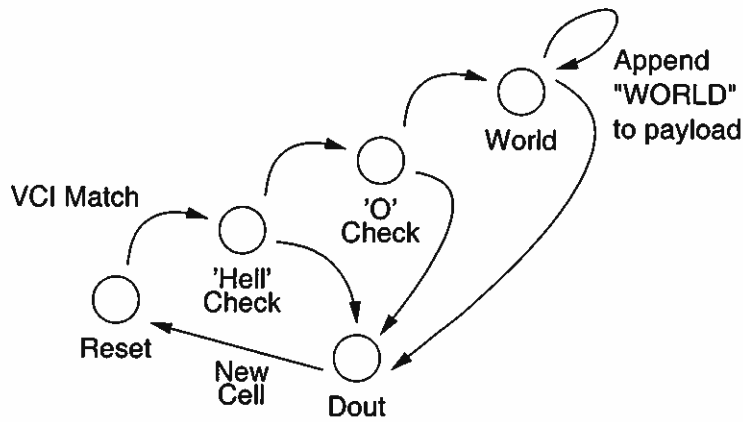 Append
"WORLD"
to payload
World
'O'
Check
VCI Match
'Hell'
Check
Reset
New
Cell
Dout